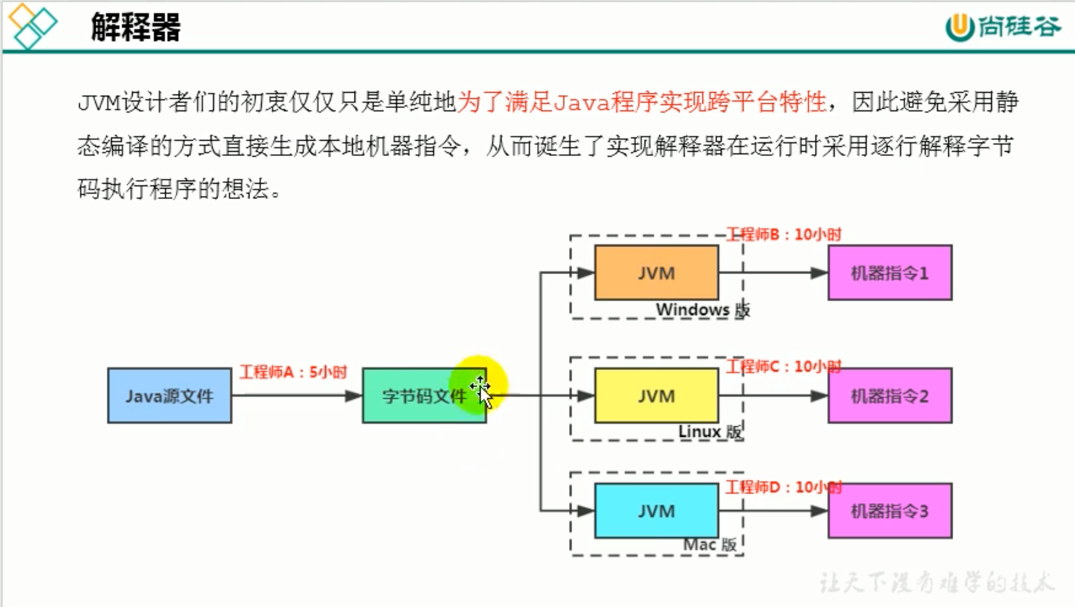 解释器
尚硅谷
JVM设计者们的初衷仅仅只是单纯地为了满足Java程序实现跨平台特性，因此避免采用静
态编译的方式直接生成本地机器指令，从而诞生了实现解释器在运行时采用逐行解释字节
码执行程序的想法。
工程师B：10小时
JVM
机器指令1
Windows 版
工程师A：5小时
工程师C：10小时
Java源文件
字节码文件
JVM
机器指令2
Linux 版
工程师D：10小时
JVM
机器指令3
Mac 版
让天下没有难学的技术